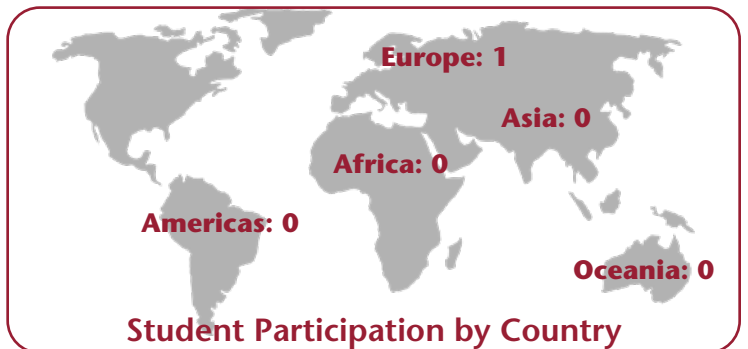 Europe: 1
Asia: 0
Africa: 0
Americas: 0
Oceania: 0
Student Participation by Country